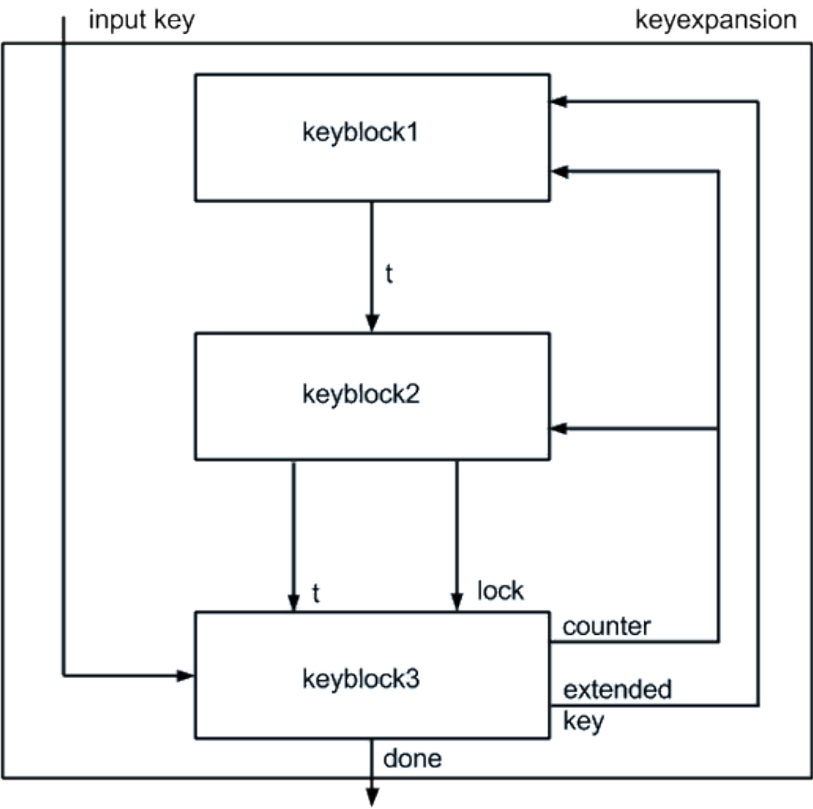 input key
keyexpansion
keyblock1
t
keyblock2
t
lock
counter
keyblock3
extended
key
done